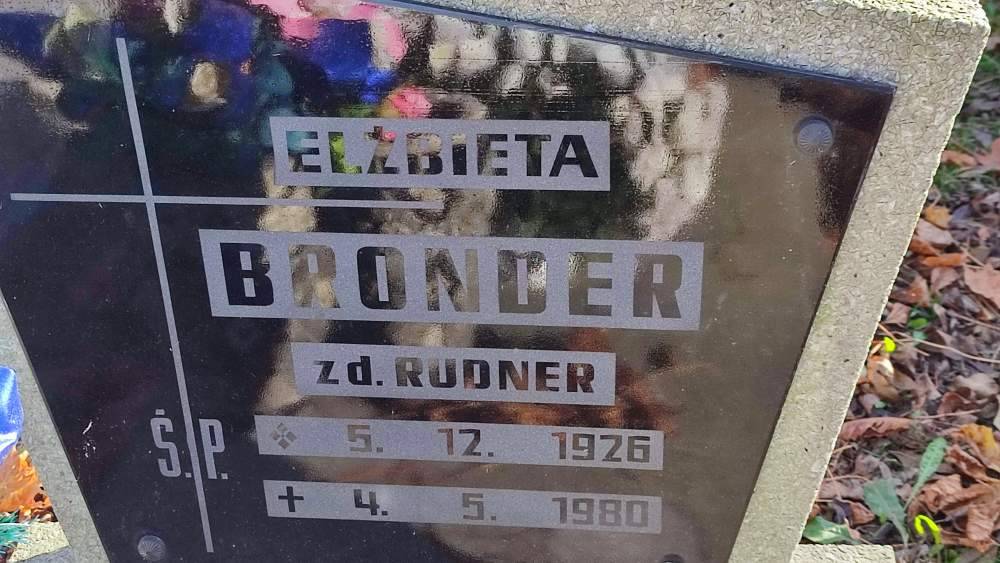 ELŻBIETA
BRONDER
zd. RUDNER
Ś.P.
5. 12. 1926
✝ 4. 5. 1980